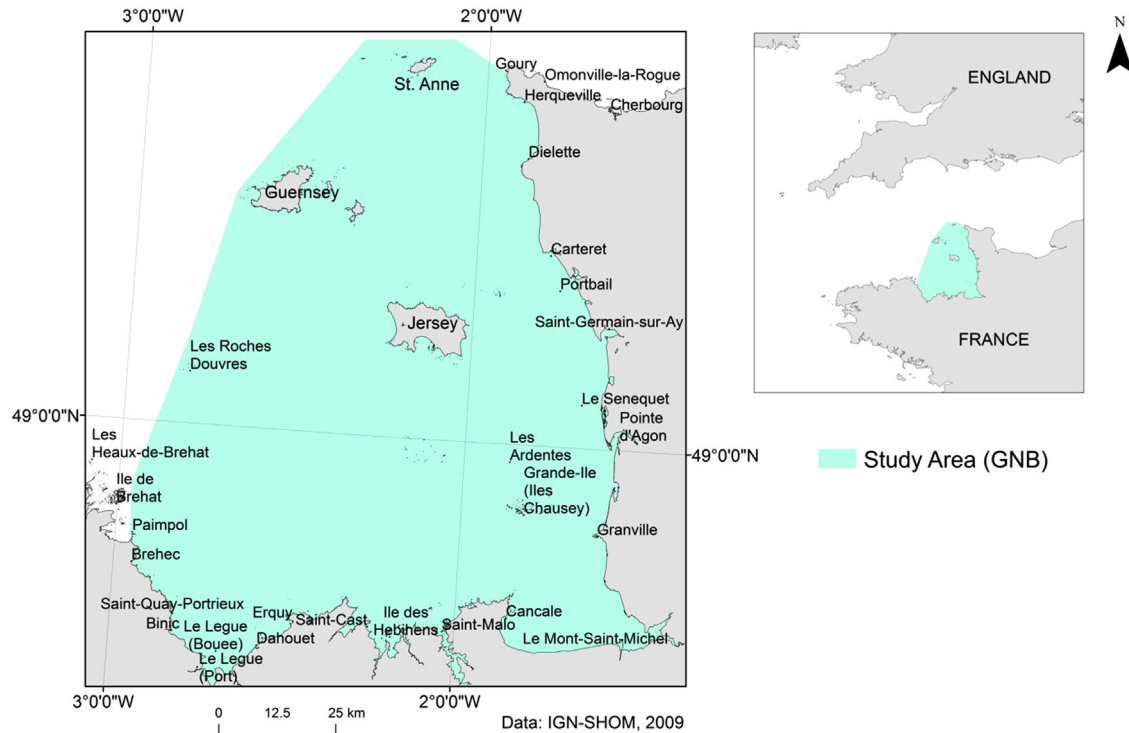 3°0'0"W
2°0'0"W
N
Goury
Omonville-la-Rogue
St. Anne
Herqueville
Cherbourg
ENGLAND
Dielette
Guernsey
Carteret
Portbail
Saint-Germain-sur-Ay
Jersey
Les Roches
Douvres
FRANCE
Le Senequet
49°0'0"N
Pointe
d'Agon
Les
Heaux-de-Brehat
Les
Ardentes
49°0'0"N
Study Area (GNB)
Grande-Ile
(Iles
Chausey)
Ile de
Brehat
Paimpol
Granville
Brehec
Saint-Quay-Portrieux
Binic
Le Legue
(Bouee)
Le Legue
(Port)
Erquy
Dahouet
Saint-Cast
Ile des
Hebihens
Saint-Malo
Cancale
Le Mont-Saint-Michel
3°0'0"W
2°0'0"W
0 12.5 25 km
Data: IGN-SHOM, 2009